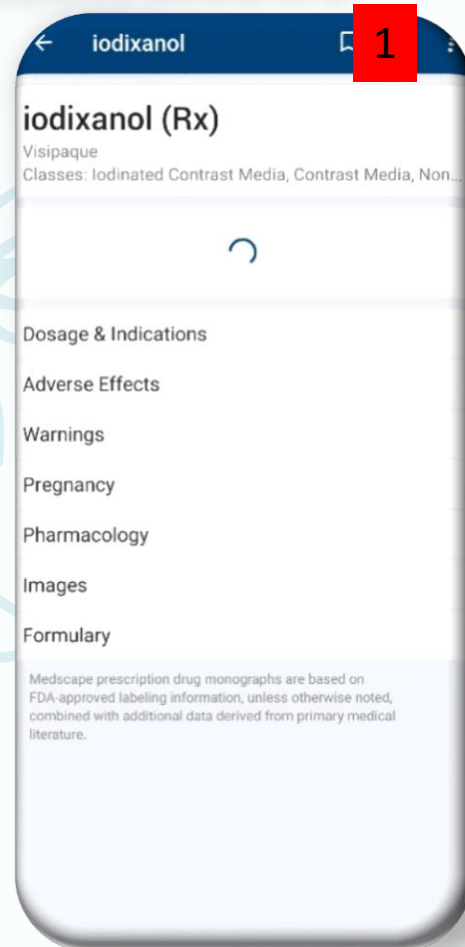 iodixanol
1
iodixanol (Rx)
Visipaque
Classes: Iodinated Contrast Media, Contrast Media, Non...
Dosage & Indications
Adverse Effects
Warnings
Pregnancy
Pharmacology
Images
Formulary
Medscape prescription drug monographs are based on
FDA-approved labeling information, unless otherwise noted,
combined with additional data derived from primary medical
literature.